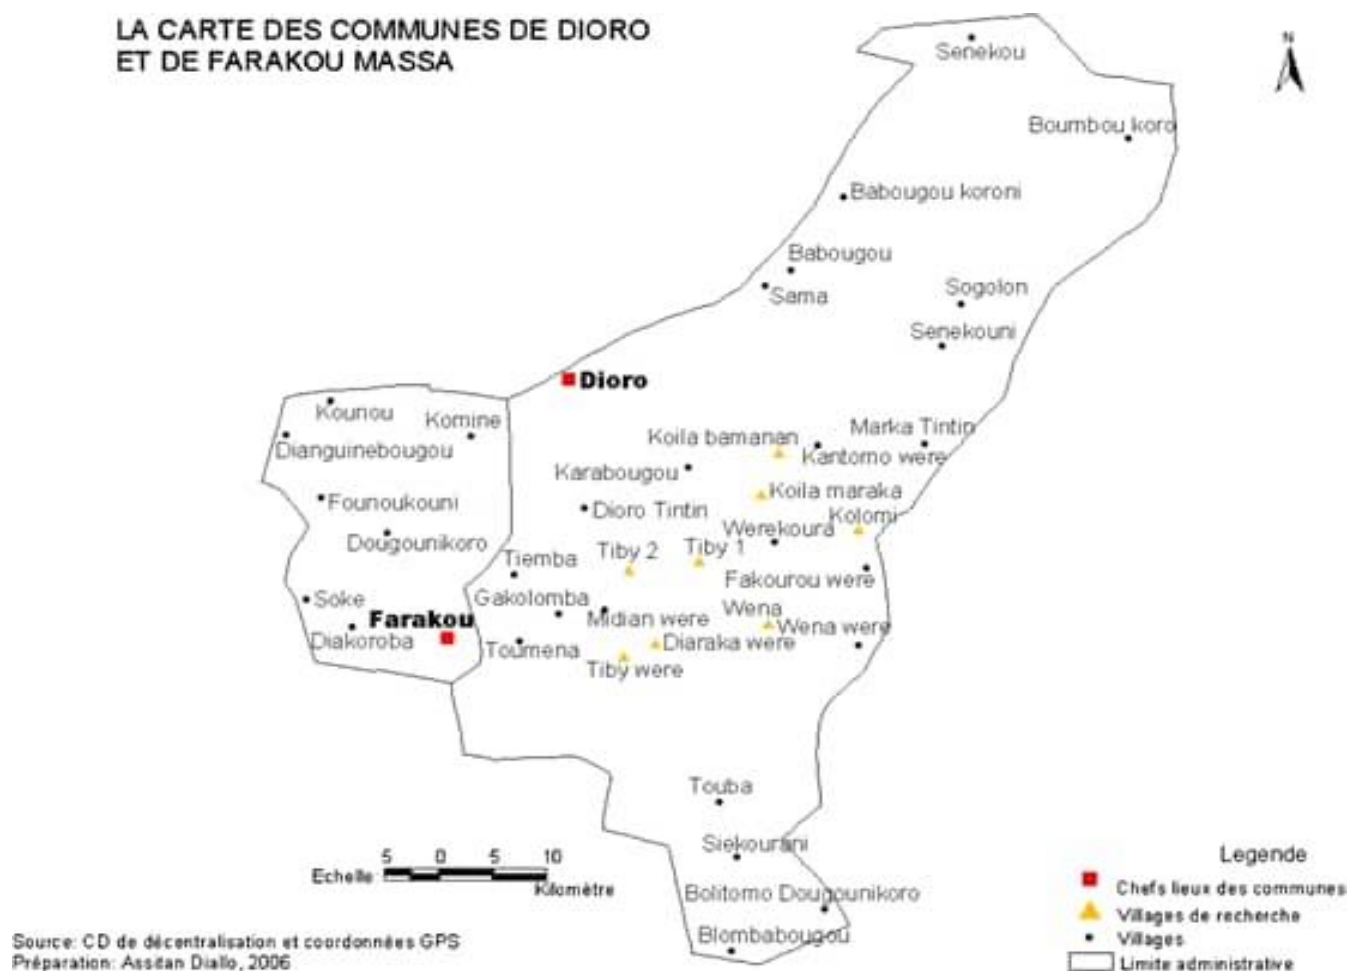 LA CARTE DES COMMUNES DE DIORO
ET DE FARAKOU MASSA
N
Senekou
Boumbou koro
Babougou koroni
Babougou
Sama
Sogolon
Senekouni
Dioro
Kounou
Komine
Dianguinebougou
Koila bamanan
Marka Tintin
Kantomo were
Karabougou
Koila maraka
Founoukouni
Dioro Tintin
Kolomi
Werekoura
Dougounikoro
Tiemba
Tiby 2
Tiby 1
Fakourou were
Soke
Gakolomba
Wena
Farakou
Midian were
Wena were
Diakoroba
Toumena
Diaraka were
Tiby were
Touba
Siekourani
Bolitomo Dougounikoro
Blombabougou
5 0 5 10
Echelle
Kilomètre
Legende
Chefs lieux des communes
Villages de recherche
Villages
Limite administrative
Source: CD de décentralisation et coordonnées GPS
Préparation: Assitan Diallo, 2006